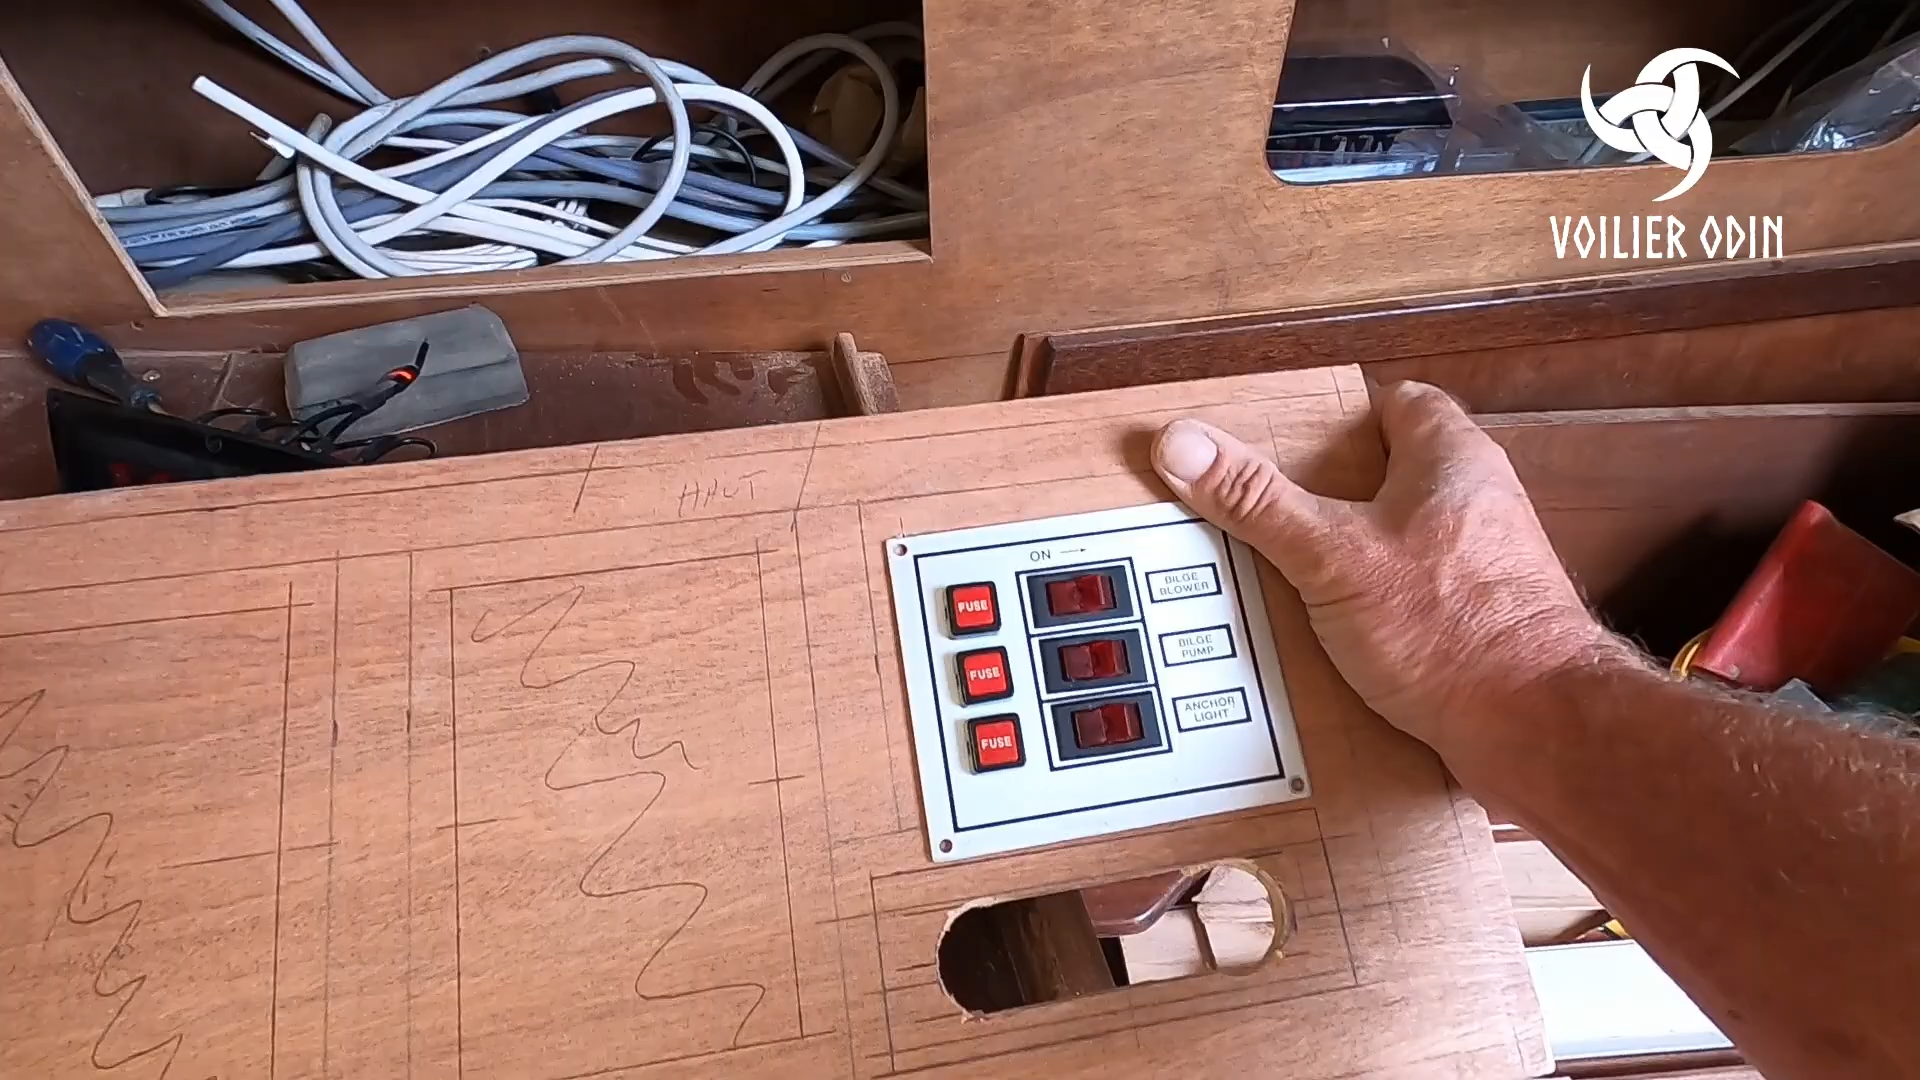 VOILIER ODIN
HAUT
ON
FUSE
BILGE
BLOWER
FUSE
BILGE
PUMP
FUSE
ANCHOR
LIGHT